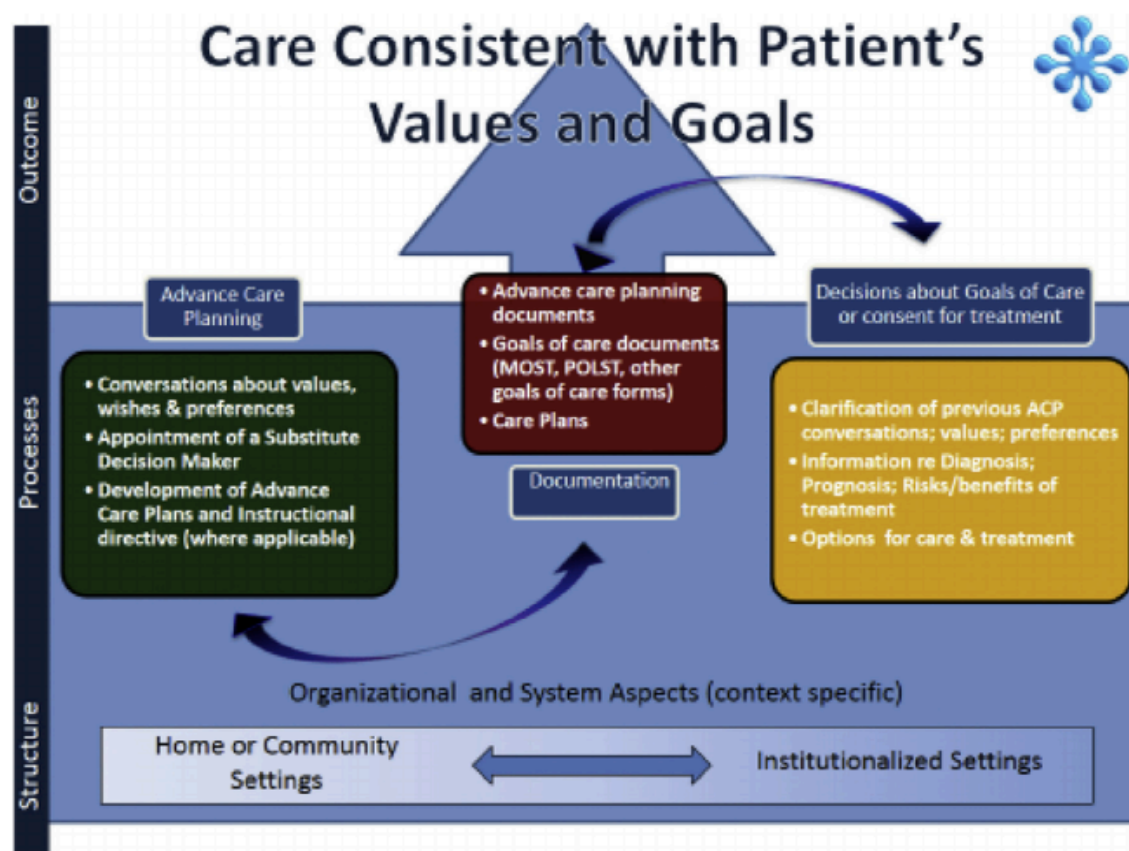 Care Consistent with Patient's
Values and Goals
Outcome
Processes
Structure
Advance Care
Planning
• Conversations about values,
wishes & preferences
• Appointment of a Substitute
Decision Maker
• Development of Advance
Care Plans and Instructional
directive (where applicable)
• Advance care planning
documents
• Goals of care documents
(MOST, POLST, other
goals of care forms)
• Care Plans
Documentation
Decisions about Goals of Care
or consent for treatment
• Clarification of previous ACP
conversations; values; preferences
• Information re Diagnosis;
Prognosis; Risks/benefits of
treatment
• Options for care & treatment
Organizational and System Aspects (context specific)
Home or Community
Settings
Institutionalized Settings